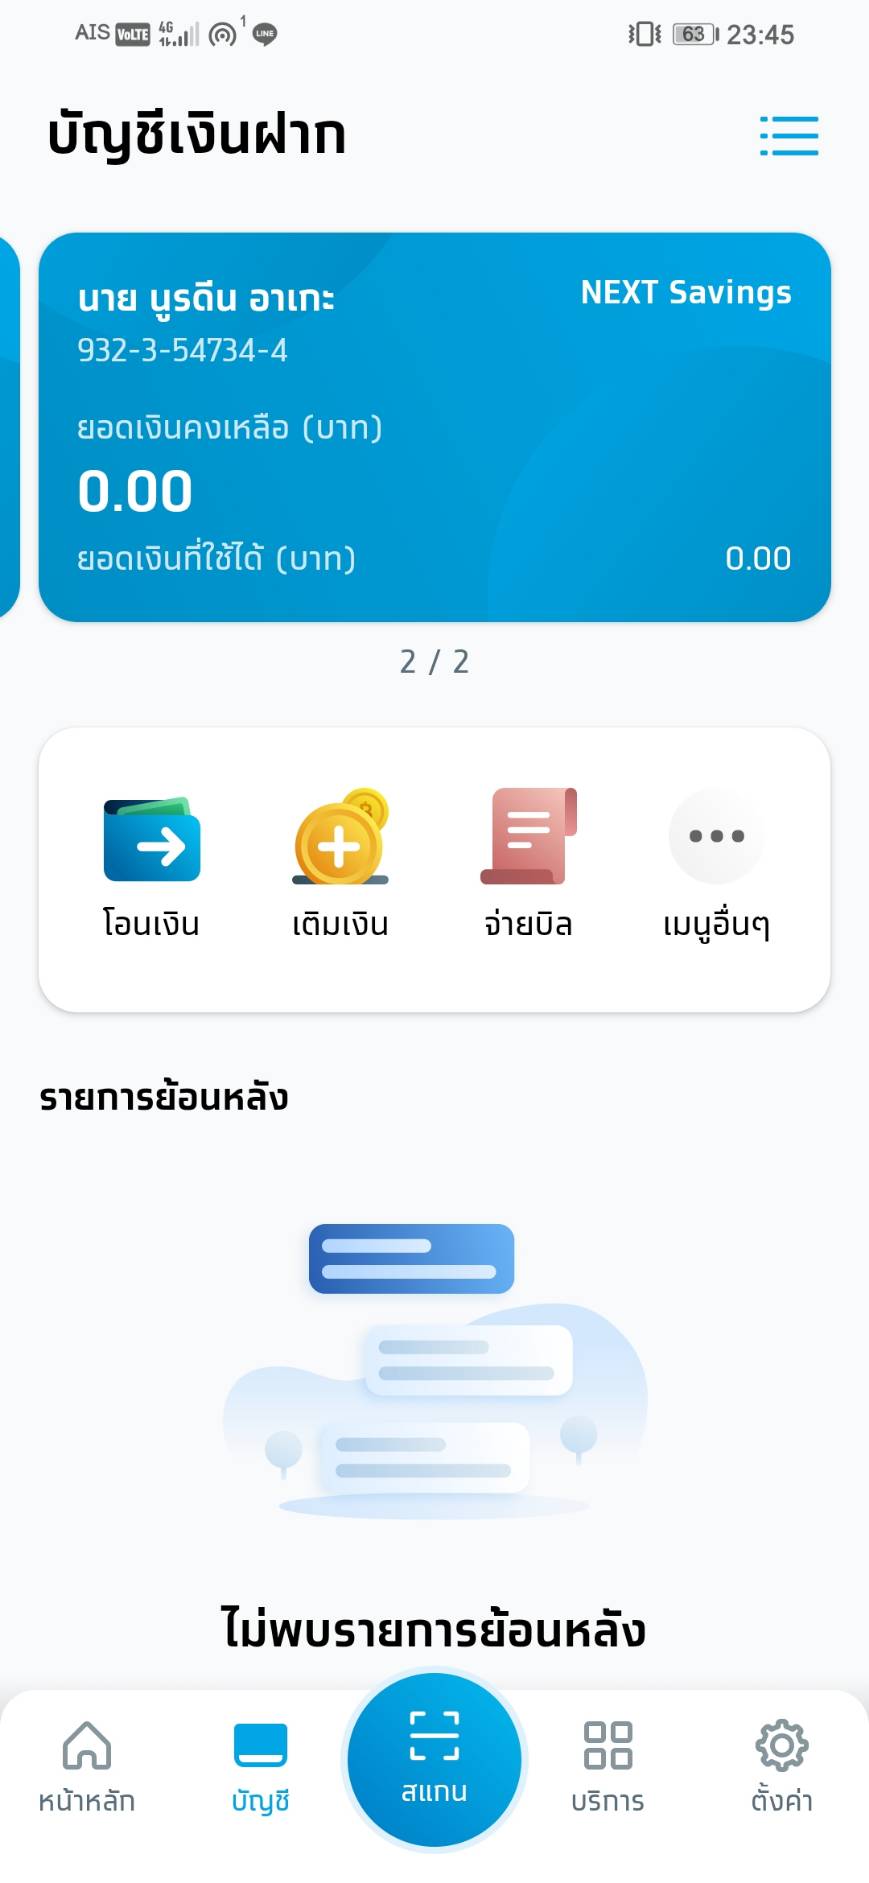 AIS VoLTE 4G 1 LINE 63 23:45
บัญชีเงินฝาก
นาย นูรดีน อาเกะ NEXT Savings
932-3-54734-4
ยอดเงินคงเหลือ (บาท)
0.00
ยอดเงินที่ใช้ได้ (บาท) 0.00
2 / 2
โอนเงิน เติมเงิน จ่ายบิล เมนูอื่นๆ
รายการย้อนหลัง
ไม่พบรายการย้อนหลัง
หน้าหลัก บัญชี สแกน บริการ ตั้งค่า